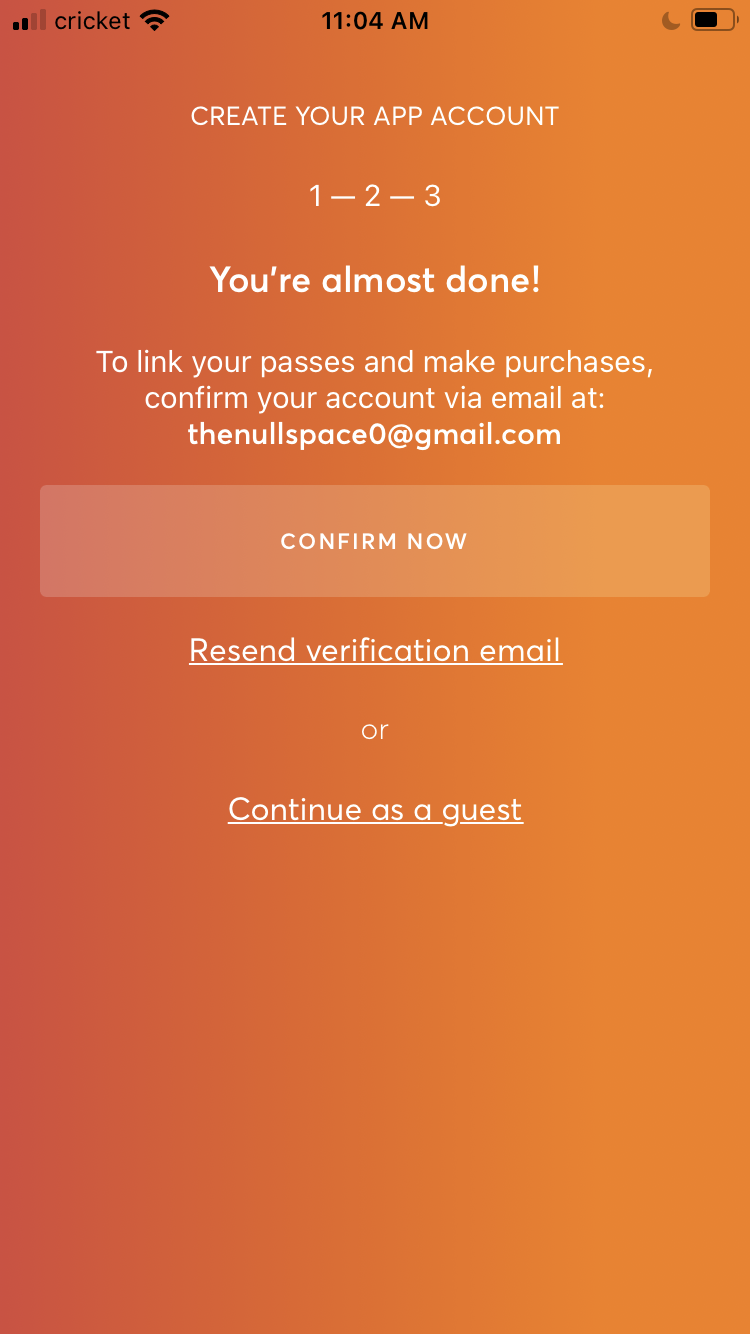 cricket 11:04 AM
CREATE YOUR APP ACCOUNT
1 — 2 — 3
You're almost done!
To link your passes and make purchases,
confirm your account via email at:
thenullspace0@gmail.com
CONFIRM NOW
Resend verification email
or
Continue as a guest